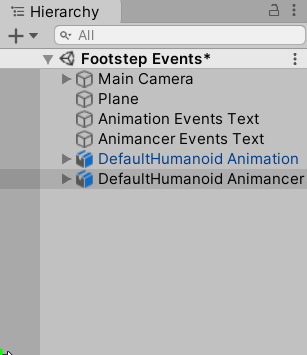 Hierarchy
All
Footstep Events*
Main Camera
Plane
Animation Events Text
Animancer Events Text
DefaultHumanoid Animation
DefaultHumanoid Animancer